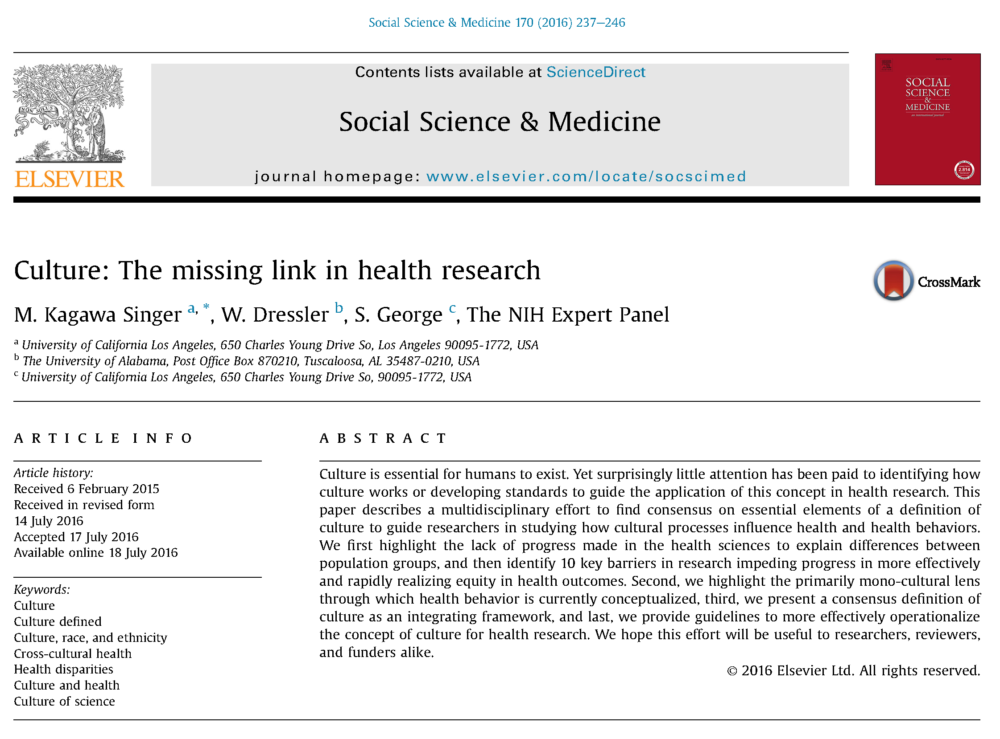 Social Science & Medicine 170 (2016) 237–246
Contents lists available at ScienceDirect
Social Science & Medicine
journal homepage: www.elsevier.com/locate/socscimed
NON SOLUS
ELSEVIER
SOCIAL
SCIENCE
&
MEDICINE
an international journal
2.814
Culture: The missing link in health research
CrossMark
M. Kagawa Singer a, *, W. Dressler b, S. George c, The NIH Expert Panel
a University of California Los Angeles, 650 Charles Young Drive So, Los Angeles 90095-1772, USA
b The University of Alabama, Post Office Box 870210, Tuscaloosa, AL 35487-0210, USA
c University of California Los Angeles, 650 Charles Young Drive So, 90095-1772, USA
ARTICLE INFO
Article history:
Received 6 February 2015
Received in revised form
14 July 2016
Accepted 17 July 2016
Available online 18 July 2016
Keywords:
Culture
Culture defined
Culture, race, and ethnicity
Cross-cultural health
Health disparities
Culture and health
Culture of science
ABSTRACT
Culture is essential for humans to exist. Yet surprisingly little attention has been paid to identifying how
culture works or developing standards to guide the application of this concept in health research. This
paper describes a multidisciplinary effort to find consensus on essential elements of a definition of
culture to guide researchers in studying how cultural processes influence health and health behaviors.
We first highlight the lack of progress made in the health sciences to explain differences between
population groups, and then identify 10 key barriers in research impeding progress in more effectively
and rapidly realizing equity in health outcomes. Second, we highlight the primarily mono-cultural lens
through which health behavior is currently conceptualized, third, we present a consensus definition of
culture as an integrating framework, and last, we provide guidelines to more effectively operationalize
the concept of culture for health research. We hope this effort will be useful to researchers, reviewers,
and funders alike.
© 2016 Elsevier Ltd. All rights reserved.